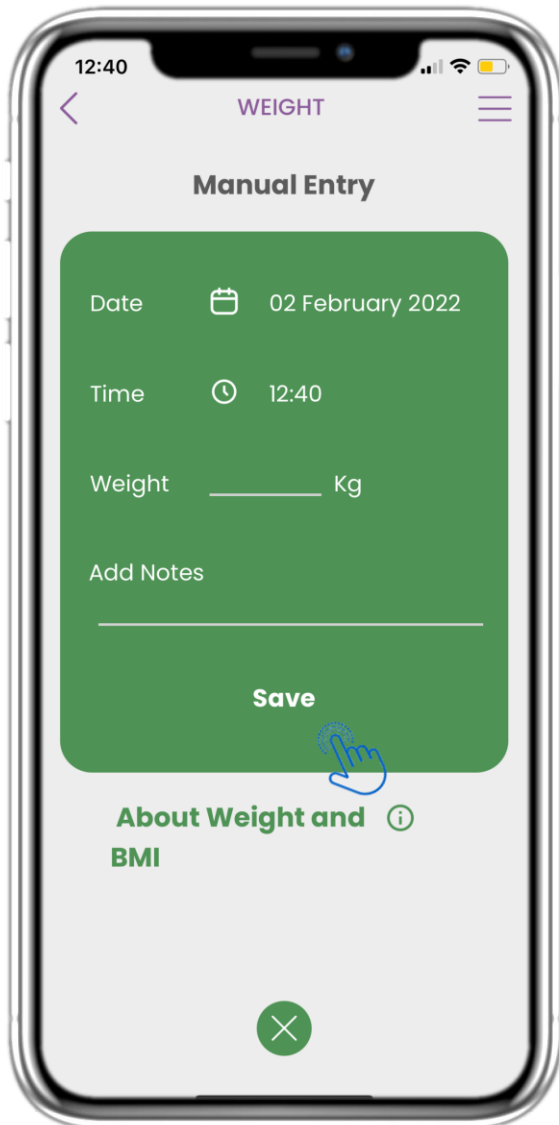 12:40
WEIGHT
Manual Entry
Date 02 February 2022
Time 12:40
Weight Kg
Add Notes
Save
About Weight and
BMI